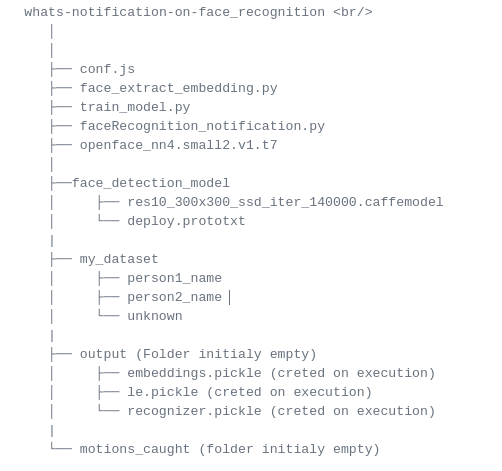 whats-notification-on-face_recognition <br/>
│
│
├── conf.js
├── face_extract_embedding.py
├── train_model.py
├── faceRecognition_notification.py
├── openface_nn4.small2.v1.t7
│
├──face_detection_model
│     ├── res10_300x300_ssd_iter_140000.caffemodel
│     └── deploy.prototxt
|
├── my_dataset
│     ├── person1_name
│     ├── person2_name
│     └── unknown
|
├── output (Folder initialy empty)
│     ├── embeddings.pickle (creted on execution)
│     ├── le.pickle (creted on execution)
│     └── recognizer.pickle (creted on execution)
|
└── motions_caught (folder initialy empty)